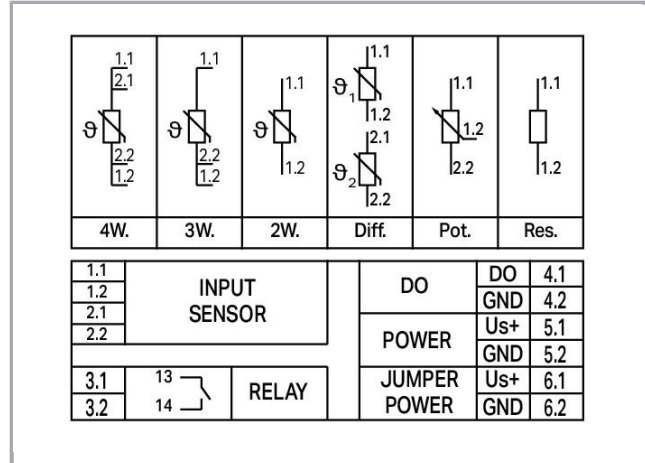 1.1
2.1
ϑ
2.2
1.2
4W.
1.1
ϑ
2.2
1.2
3W.
1.1
ϑ
1.2
2W.
1.1
ϑ1
1.2
2.1
ϑ2
2.2
Diff.
1.1
1.2
2.2
Pot.
1.1
1.2
Res.
1.1
1.2
2.1
2.2
INPUT
SENSOR
DO
DO 4.1
GND 4.2
POWER
Us+ 5.1
GND 5.2
3.1
3.2
13
14
RELAY
JUMPER
POWER
Us+ 6.1
GND 6.2